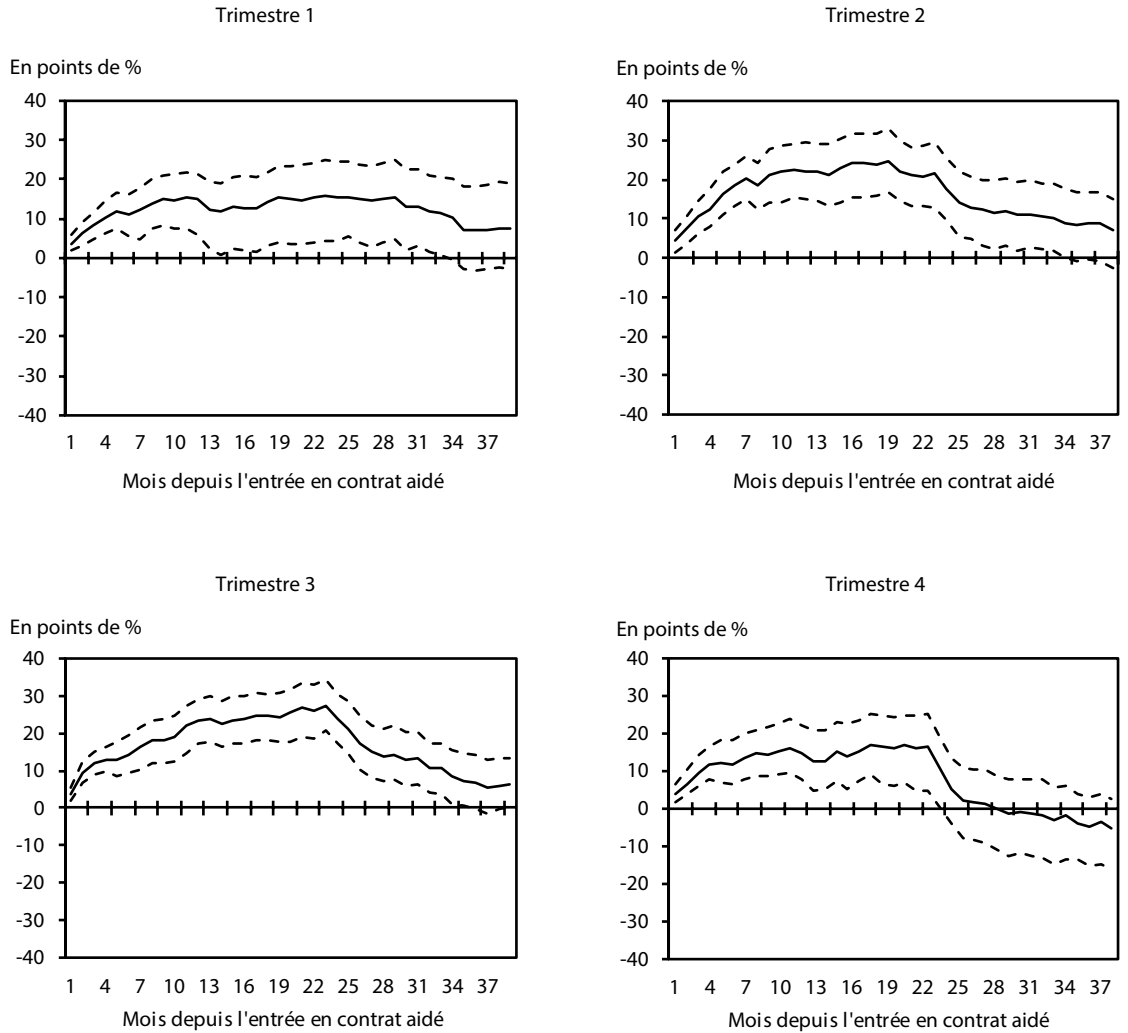 Trimestre 1
En points de %
40
30
20
10
0
-10
-20
-30
-40
1 4 7 10 13 16 19 22 25 28 31 34 37
Mois depuis l'entrée en contrat aidé
Trimestre 2
En points de %
40
30
20
10
0
-10
-20
-30
-40
1 4 7 10 13 16 19 22 25 28 31 34 37
Mois depuis l'entrée en contrat aidé
Trimestre 3
En points de %
40
30
20
10
0
-10
-20
-30
-40
1 4 7 10 13 16 19 22 25 28 31 34 37
Mois depuis l'entrée en contrat aidé
Trimestre 4
En points de %
40
30
20
10
0
-10
-20
-30
-40
1 4 7 10 13 16 19 22 25 28 31 34 37
Mois depuis l'entrée en contrat aidé